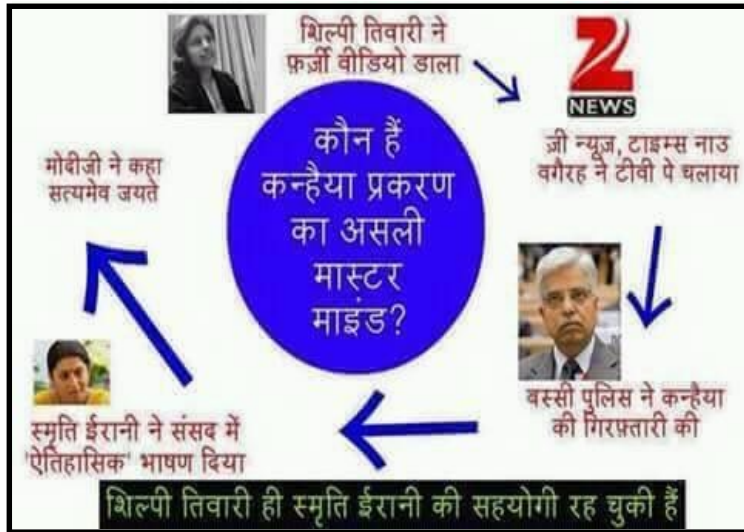 शिल्पी तिवारी ने
फ़र्ज़ी वीडियो डाला
Z
NEWS
ज़ी न्यूज़, टाइम्स नाउ
वगैरह ने टीवी पे चलाया
कौन हैं
कन्हैया प्रकरण
का असली
मास्टर
माइंड?
बस्सी पुलिस ने कन्हैया
की गिरफ़्तारी की
स्मृति ईरानी ने संसद में
'ऐतिहासिक' भाषण दिया
मोदीजी ने कहा
सत्यमेव जयते
शिल्पी तिवारी ही स्मृति ईरानी की सहयोगी रह चुकी हैं